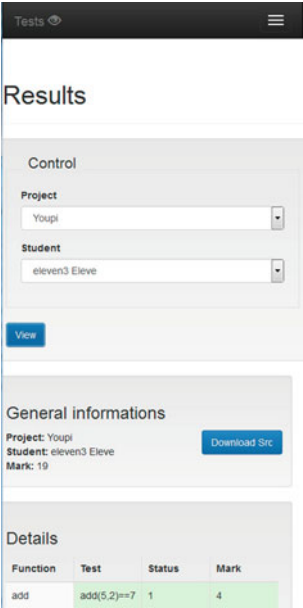 Tests
Results
Control
Project
Youpi
Student
eleven3 Eleve
View
General informations
Project: Youpi
Student: eleven3 Eleve
Mark: 19
Download Src
Details
Function Test Status Mark
add add(5,2)==7 1 4